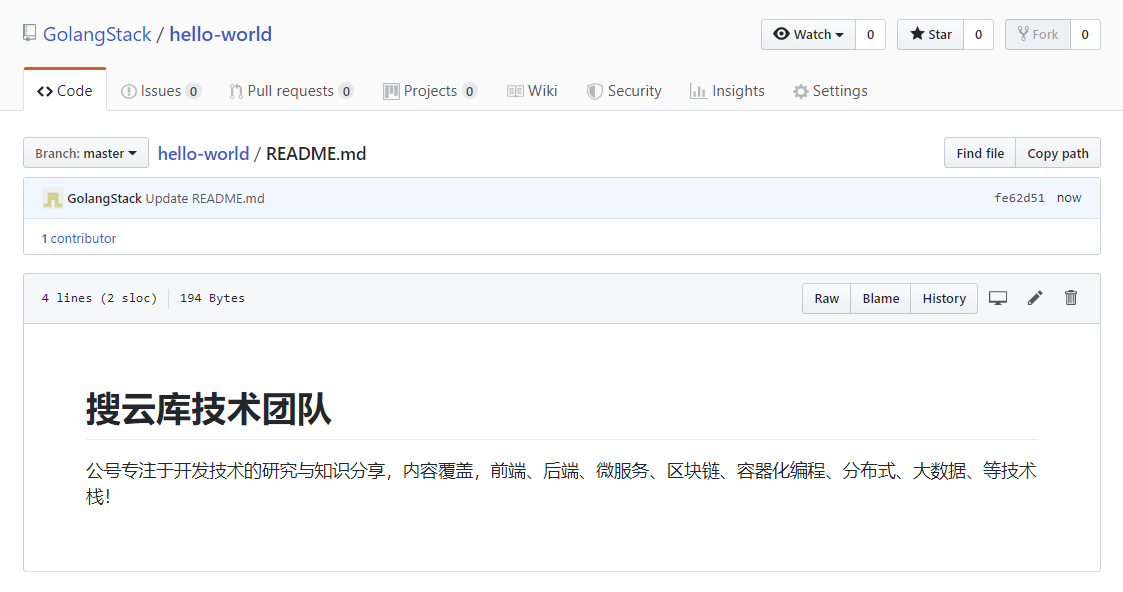 GolangStack / hello-world
Watch 0 Star 0 Fork 0
Code Issues 0 Pull requests 0 Projects 0 Wiki Security Insights Settings
Branch: master hello-world / README.md Find file Copy path
GolangStack Update README.md fe62d51 now
1 contributor
4 lines (2 sloc) 194 Bytes Raw Blame History
搜云库技术团队
公号专注于开发技术的研究与知识分享，内容覆盖，前端、后端、微服务、区块链、容器化编程、分布式、大数据、等技术
栈！